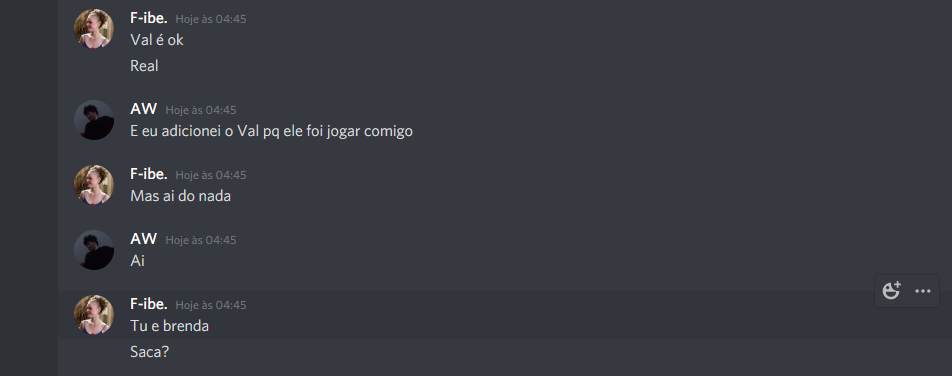 F-ibe. Hoje às 04:45
Val é ok
Real
AW Hoje às 04:45
E eu adicionei o Val pq ele foi jogar comigo
F-ibe. Hoje às 04:45
Mas ai do nada
AW Hoje às 04:45
Ai
F-ibe. Hoje às 04:45
Tu e brenda
Saca?